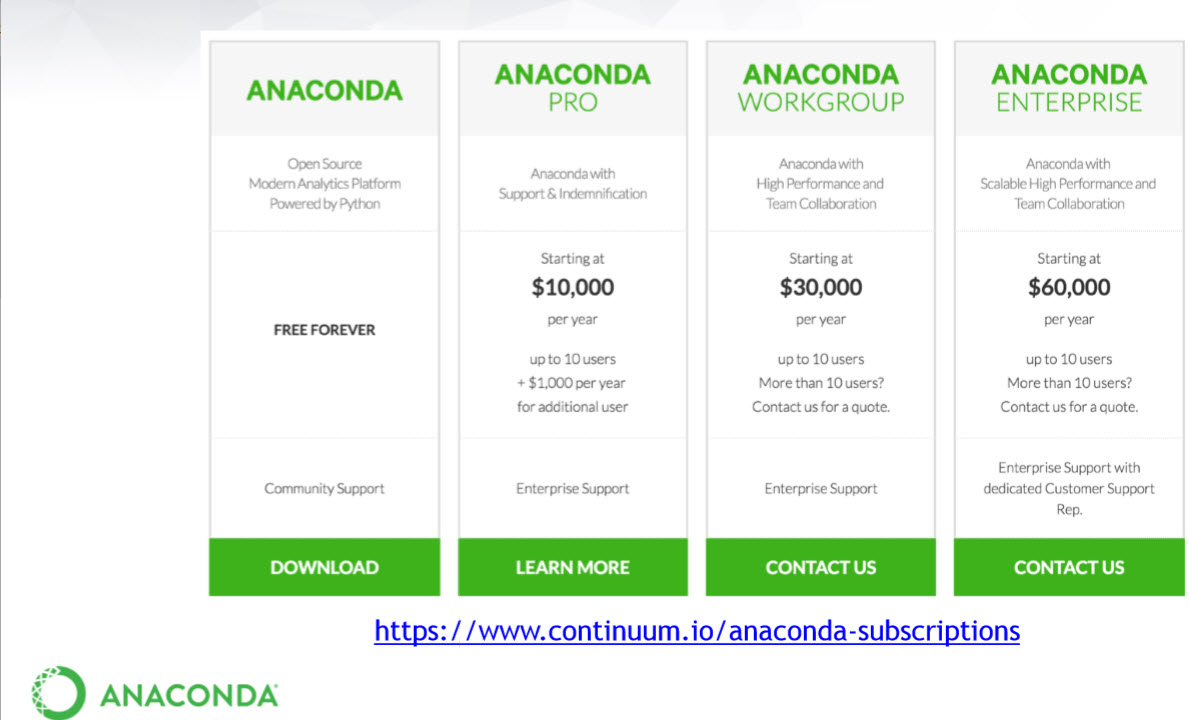 ANACONDA
Open Source
Modern Analytics Platform
Powered by Python
FREE FOREVER
Community Support
DOWNLOAD
ANACONDA
PRO
Anaconda with
Support & Indemnification
Starting at
$10,000
per year
up to 10 users
+ $1,000 per year
for additional user
Enterprise Support
LEARN MORE
ANACONDA
WORKGROUP
Anaconda with
High Performance and
Team Collaboration
Starting at
$30,000
per year
up to 10 users
More than 10 users?
Contact us for a quote.
Enterprise Support
CONTACT US
ANACONDA
ENTERPRISE
Anaconda with
Scalable High Performance and
Team Collaboration
Starting at
$60,000
per year
up to 10 users
More than 10 users?
Contact us for a quote.
Enterprise Support with
dedicated Customer Support
Rep.
CONTACT US
https://www.continuum.io/anaconda-subscriptions
ANACONDA